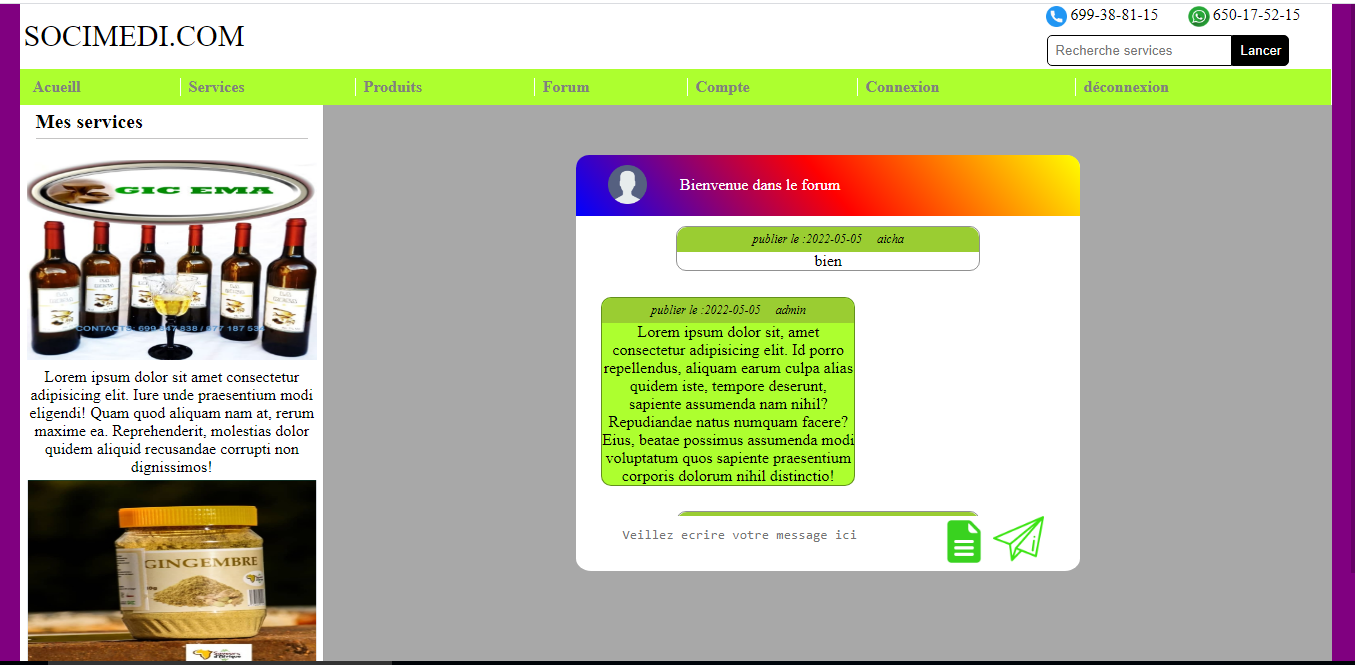 699-38-81-15 650-17-52-15
SOCIMEDI.COM
Recherche services Lancer
Acueill Services Produits Forum Compte Connexion déconnexion
Mes services
GIC EMA
CONTACTS: 699 847 838 / 677 187 53
Lorem ipsum dolor sit amet consectetur
adipisicing elit. Iure unde praesentium modi
eligendi! Quam quod aliquam nam at, rerum
maxime ea. Reprehenderit, molestias dolor
quidem aliquid recusandae corrupti non
dignissimos!
GINGEMBRE
Bienvenue dans le forum
publier le :2022-05-05 aicha
bien
publier le :2022-05-05 admin
Lorem ipsum dolor sit, amet
consectetur adipisicing elit. Id porro
repellendus, aliquam earum culpa alias
quidem iste, tempore deserunt,
sapiente assumenda nam nihil?
Repudiandae natus numquam facere?
Eius, beatae possimus assumenda modi
voluptatum quos sapiente praesentium
corporis dolorum nihil distinctio!
Veillez ecrire votre message ici